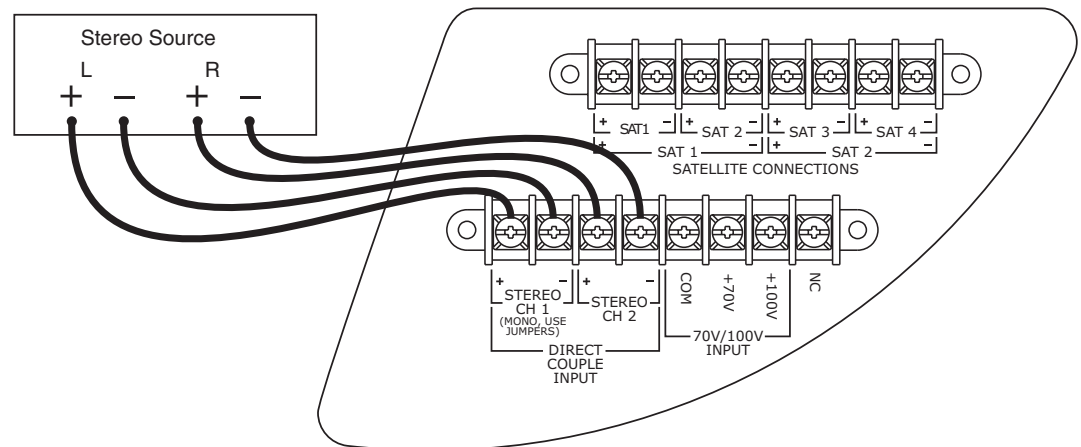 Stereo Source
L R
+ − + −
+ SAT1 − + SAT 2 − + SAT 3 − + SAT 4 −
+ SAT 1 − + SAT 2 −
SATELLITE CONNECTIONS
+ − + −
STEREO
CH 1
(MONO, USE
JUMPERS)
STEREO
CH 2
COM
+70V
+100V
NC
DIRECT
COUPLE
INPUT
70V/100V
INPUT